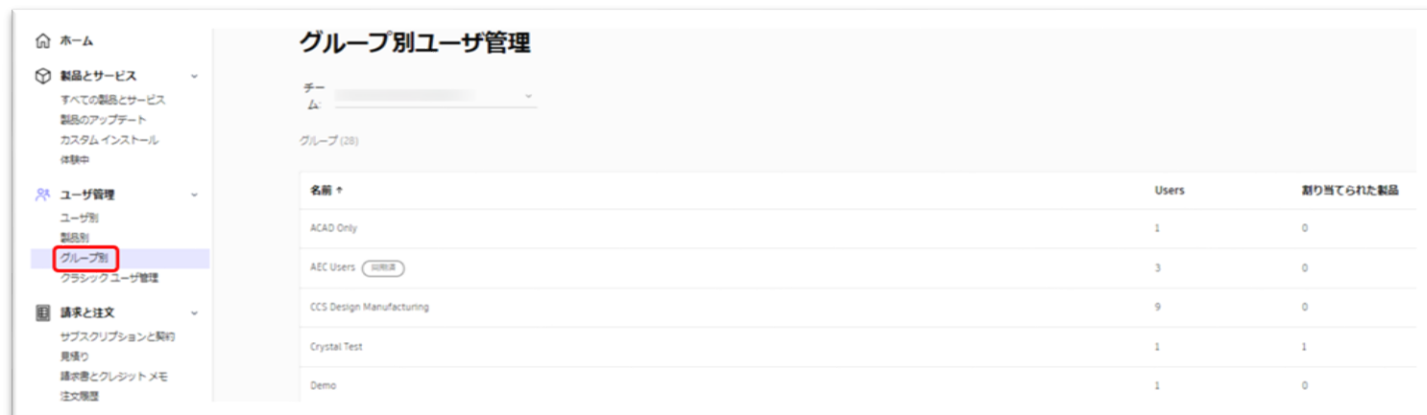 ホーム
製品とサービス
すべての製品とサービス
製品のアップデート
カスタム インストール
体験中
ユーザ管理
ユーザ別
製品別
グループ別
クラシック ユーザ管理
請求と注文
サブスクリプションと契約
見積り
請求書とクレジット メモ
注文履歴
グループ別ユーザ管理
チー
ム:
グループ (28)
名前 ↑ Users 割り当てられた製品
ACAD Only 1 0
AEC Users 同期済 3 0
CCS Design Manufacturing 9 0
Crystal Test 1 1
Demo 1 0